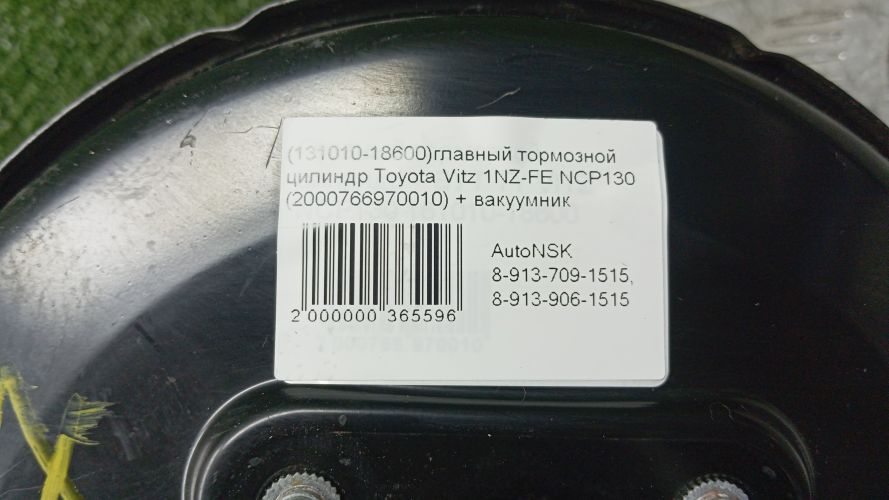 (131010-18600)главный тормозной
цилиндр Toyota Vitz 1NZ-FE NCP130
(2000766970010) + вакуумник
AutoNSK
8-913-709-1515,
8-913-906-1515
2 000000 365596